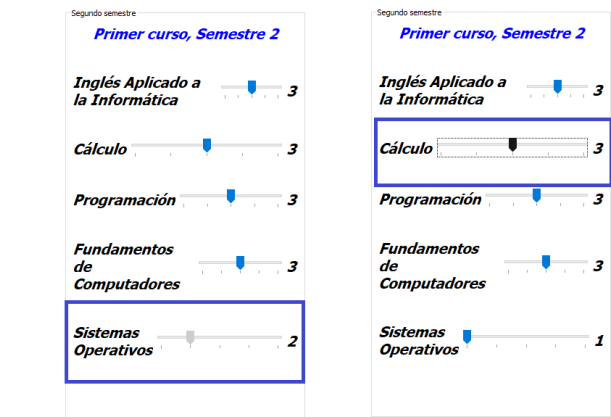 Segundo semestre
Primer curso, Semestre 2
Inglés Aplicado a
la Informática
3
Cálculo
3
Programación
3
Fundamentos
de
Computadores
3
Sistemas
Operativos
2
Segundo semestre
Primer curso, Semestre 2
Inglés Aplicado a
la Informática
3
Cálculo
3
Programación
3
Fundamentos
de
Computadores
3
Sistemas
Operativos
1